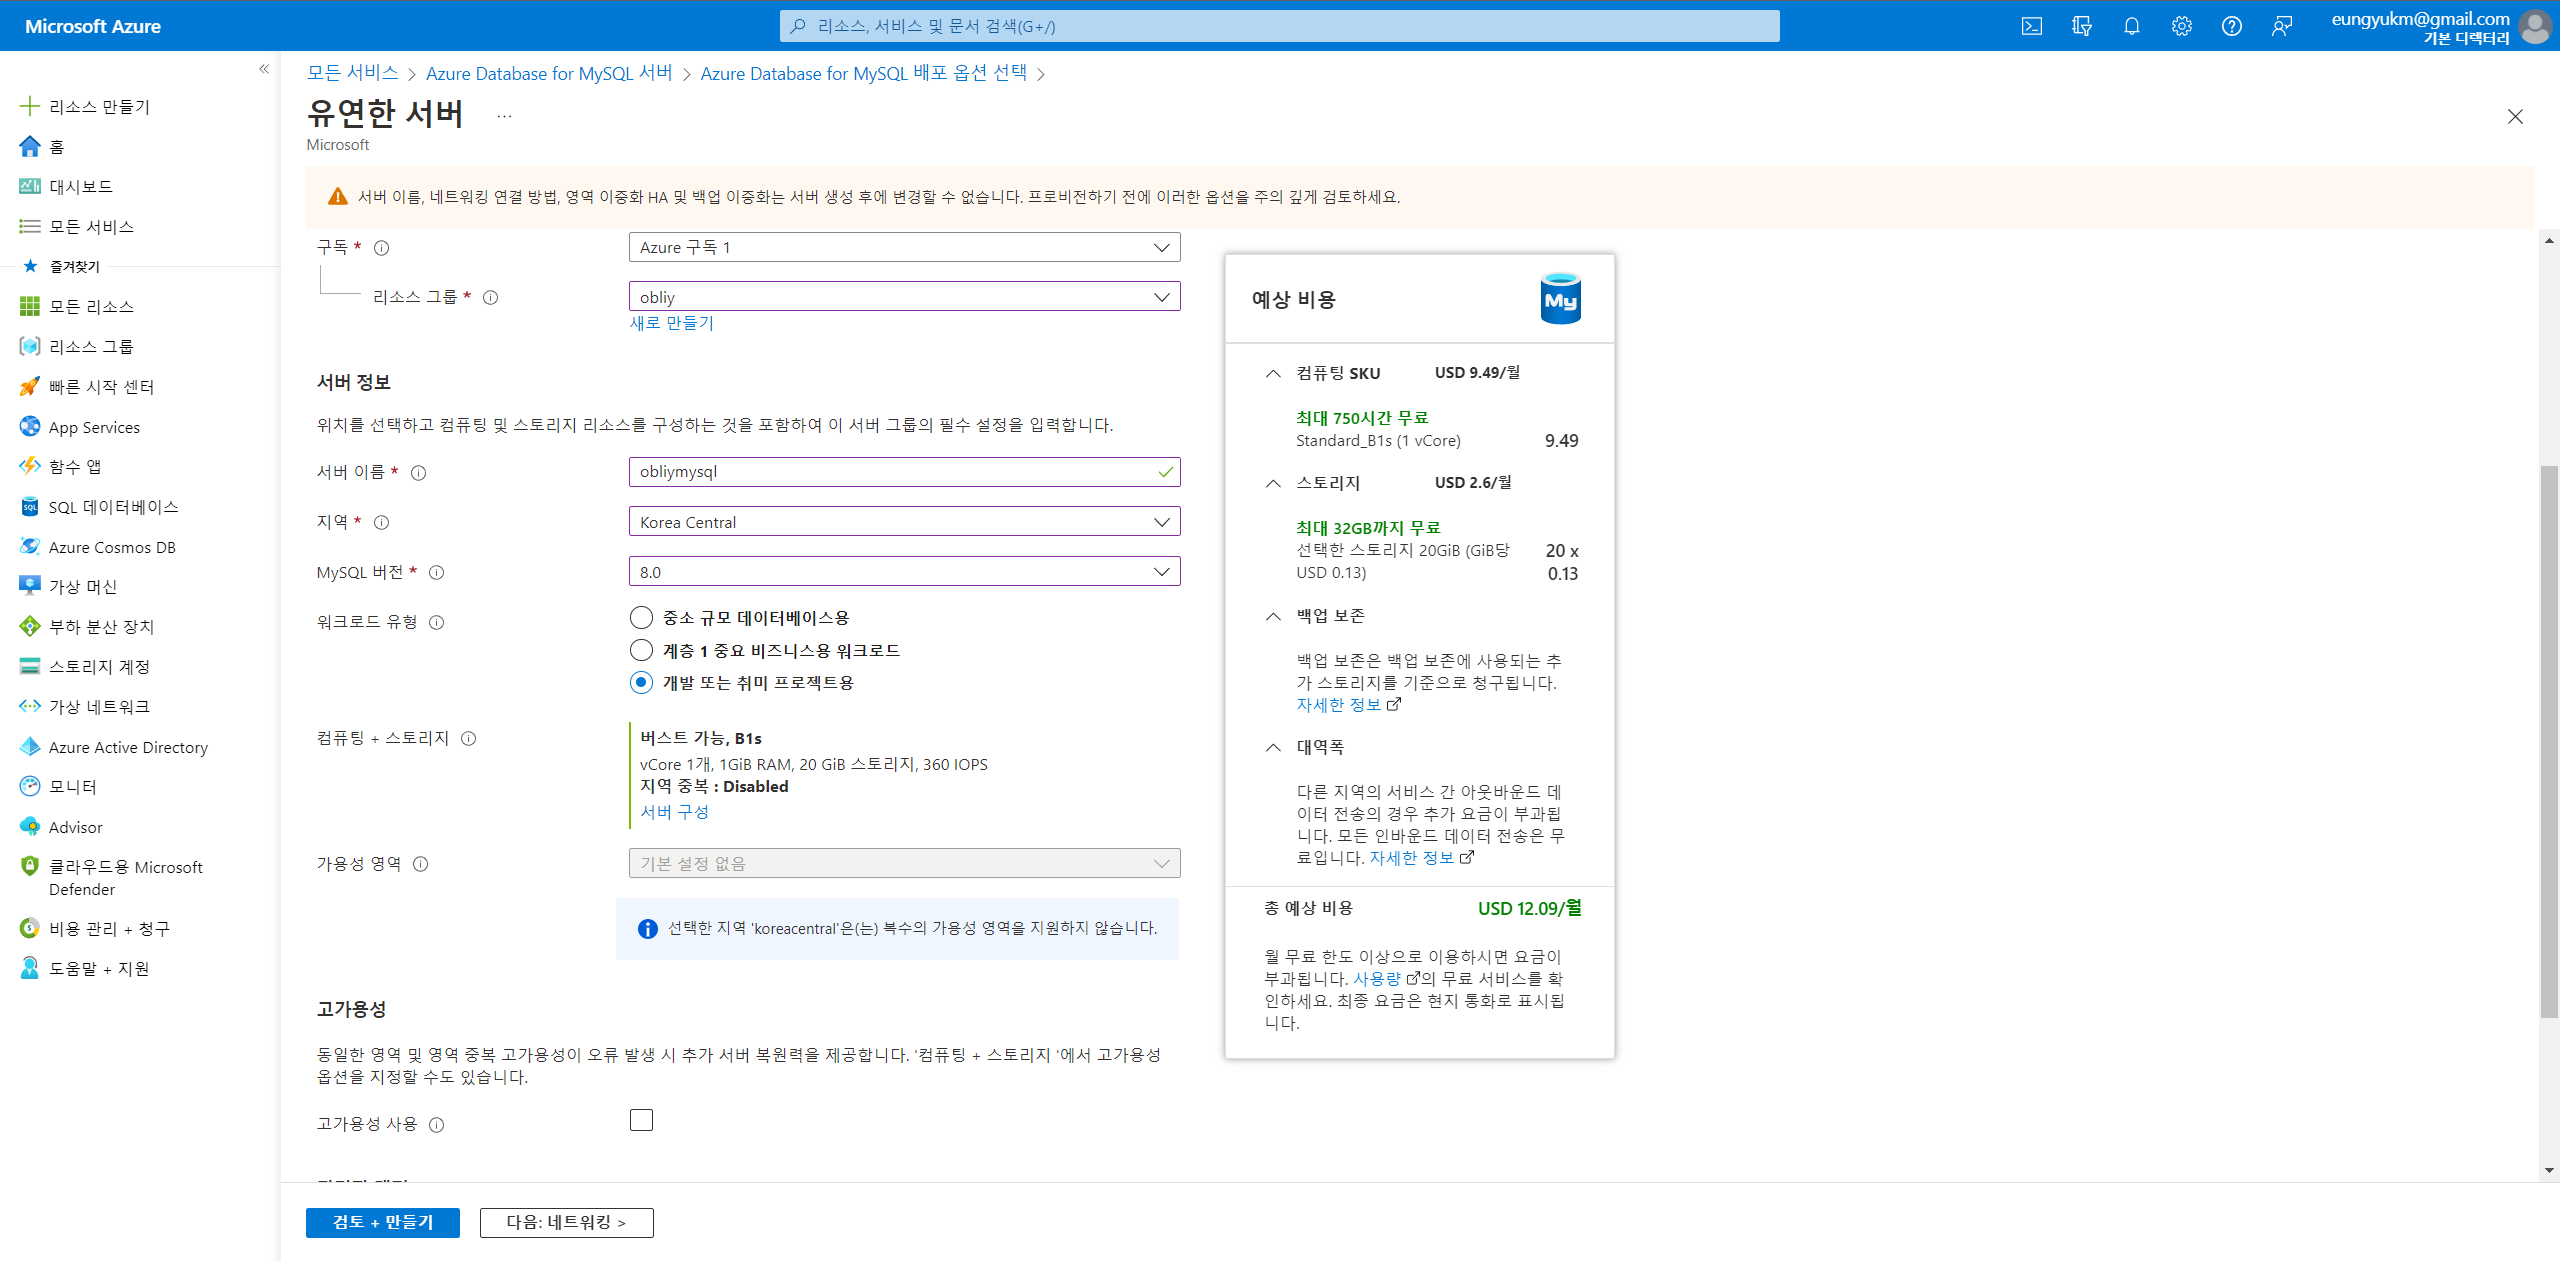 Microsoft Azure
리소스, 서비스 및 문서 검색(G+/)
eungyukm@gmail.com
기본 디렉터리
«
리소스 만들기
홈
대시보드
모든 서비스
즐겨찾기
모든 리소스
리소스 그룹
빠른 시작 센터
App Services
함수 앱
SQL 데이터베이스
Azure Cosmos DB
가상 머신
부하 분산 장치
스토리지 계정
가상 네트워크
Azure Active Directory
모니터
Advisor
클라우드용 Microsoft
Defender
비용 관리 + 청구
도움말 + 지원
모든 서비스 > Azure Database for MySQL 서버 > Azure Database for MySQL 배포 옵션 선택 >
유연한 서버 ...
Microsoft
서버 이름, 네트워킹 연결 방법, 영역 이중화 HA 및 백업 이중화는 서버 생성 후에 변경할 수 없습니다. 프로비전하기 전에 이러한 옵션을 주의 깊게 검토하세요.
구독 * Azure 구독 1
리소스 그룹 * obliy
새로 만들기
서버 정보
위치를 선택하고 컴퓨팅 및 스토리지 리소스를 구성하는 것을 포함하여 이 서버 그룹의 필수 설정을 입력합니다.
서버 이름 * obliymysql
지역 * Korea Central
MySQL 버전 * 8.0
워크로드 유형 중소 규모 데이터베이스용
계층 1 중요 비즈니스용 워크로드
개발 또는 취미 프로젝트용
컴퓨팅 + 스토리지 버스트 가능, B1s
vCore 1개, 1GiB RAM, 20 GiB 스토리지, 360 IOPS
지역 중복 : Disabled
서버 구성
가용성 영역 기본 설정 없음
선택한 지역 'koreacentral'은(는) 복수의 가용성 영역을 지원하지 않습니다.
고가용성
동일한 영역 및 영역 중복 고가용성이 오류 발생 시 추가 서버 복원력을 제공합니다. '컴퓨팅 + 스토리지 '에서 고가용성
옵션을 지정할 수도 있습니다.
고가용성 사용
검토 + 만들기
다음: 네트워킹 >
예상 비용
My
컴퓨팅 SKU USD 9.49/월
최대 750시간 무료
Standard_B1s (1 vCore) 9.49
스토리지 USD 2.6/월
최대 32GB까지 무료
선택한 스토리지 20GiB (GiB당 20 x
USD 0.13) 0.13
백업 보존
백업 보존은 백업 보존에 사용되는 추
가 스토리지를 기준으로 청구됩니다.
자세한 정보
대역폭
다른 지역의 서비스 간 아웃바운드 데
이터 전송의 경우 추가 요금이 부과됩
니다. 모든 인바운드 데이터 전송은 무
료입니다. 자세한 정보
총 예상 비용 USD 12.09/월
월 무료 한도 이상으로 이용하시면 요금이
부과됩니다. 사용량 의 무료 서비스를 확
인하세요. 최종 요금은 현지 통화로 표시됩
니다.